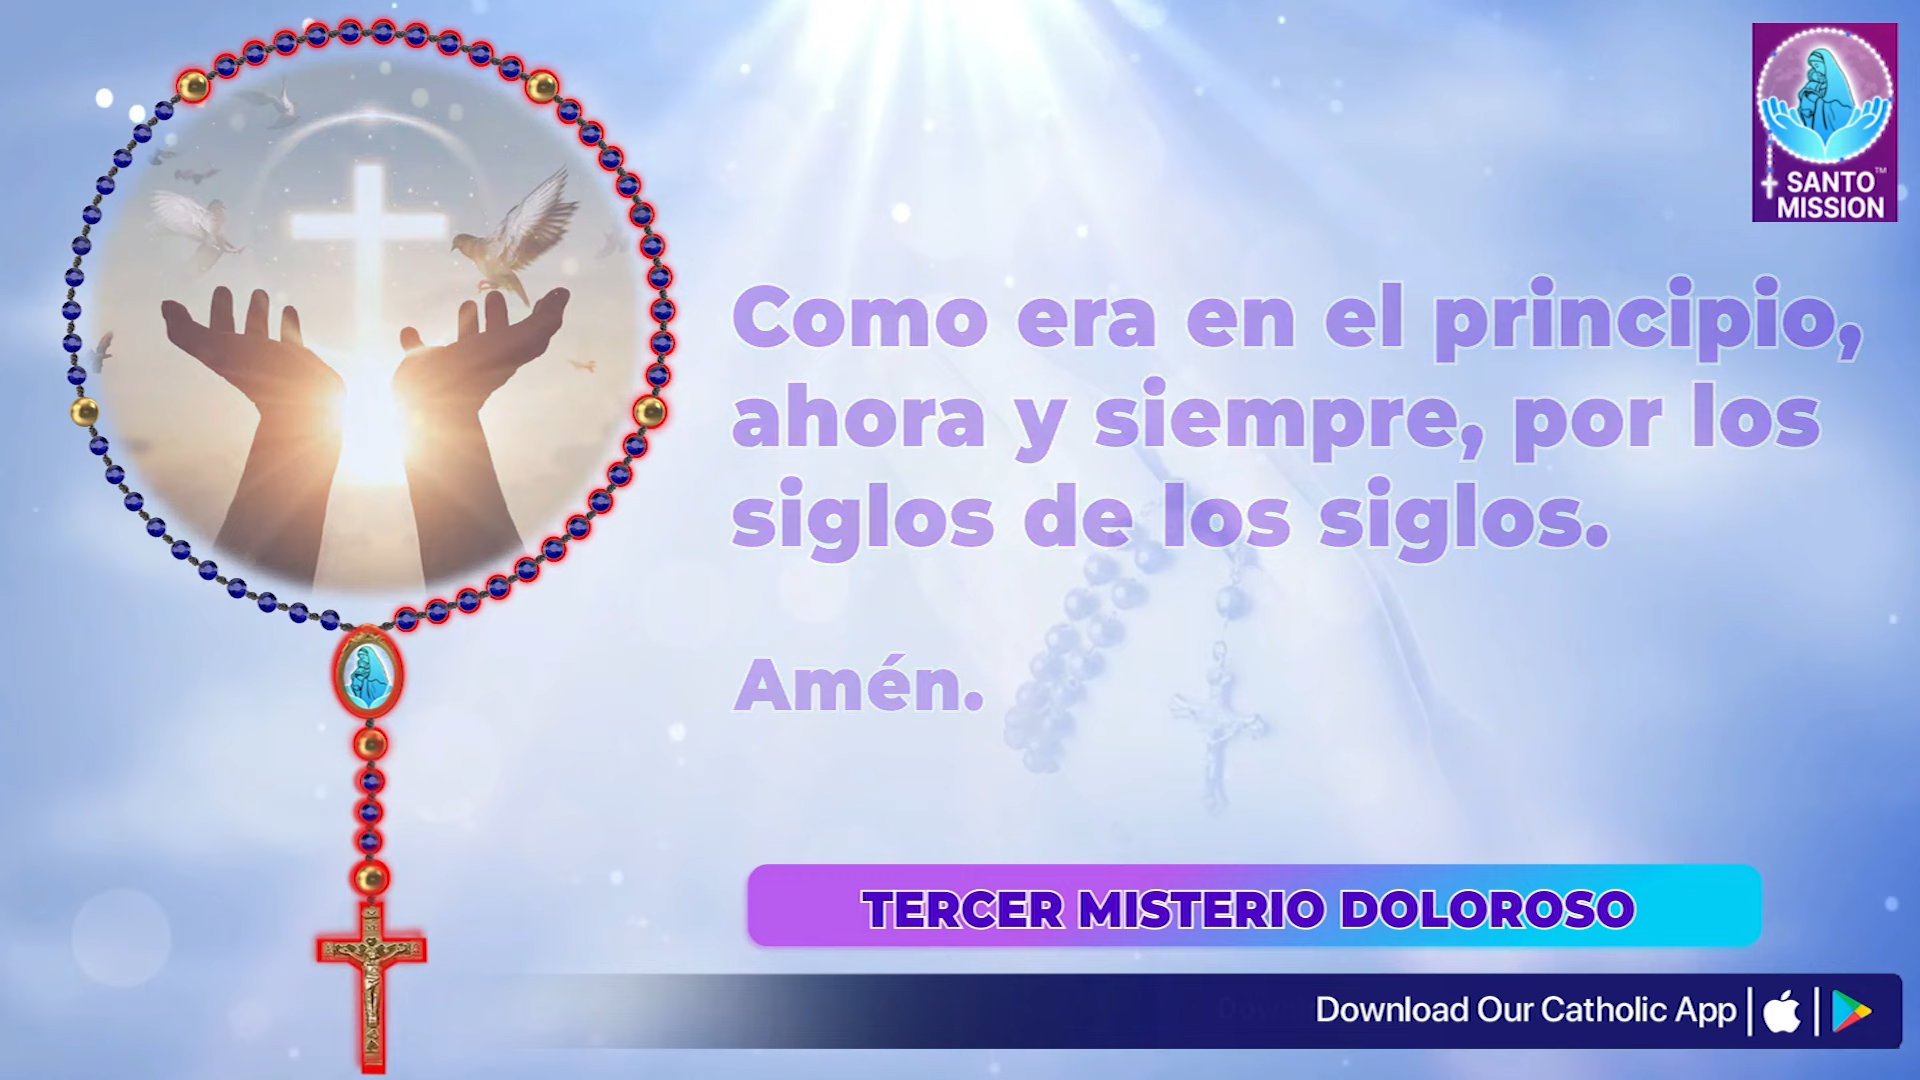 SANTO™
MISSION
Como era en el principio,
ahora y siempre, por los
siglos de los siglos.
Amén.
TERCER MISTERIO DOLOROSO
Download Our Catholic App